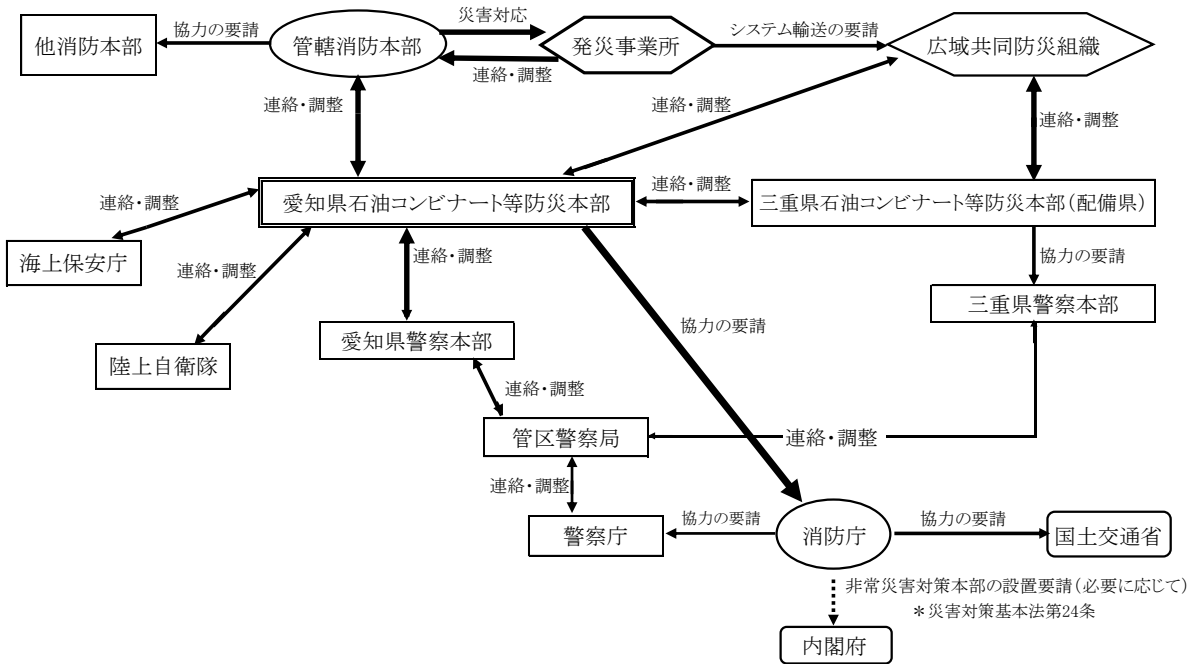 災害対応
協力の要請
システム輸送の要請
他消防本部
管轄消防本部
発災事業所
広域共同防災組織
連絡・調整
連絡・調整
連絡・調整
連絡・調整
連絡・調整
愛知県石油コンビナート等防災本部
三重県石油コンビナート等防災本部(配備県)
連絡・調整
海上保安庁
連絡・調整
連絡・調整
協力の要請
三重県警察本部
愛知県警察本部
協力の要請
陸上自衛隊
連絡・調整
管区警察局
連絡・調整
連絡・調整
警察庁
協力の要請
消防庁
協力の要請
国土交通省
非常災害対策本部の設置要請(必要に応じて)
＊災害対策基本法第24条
内閣府